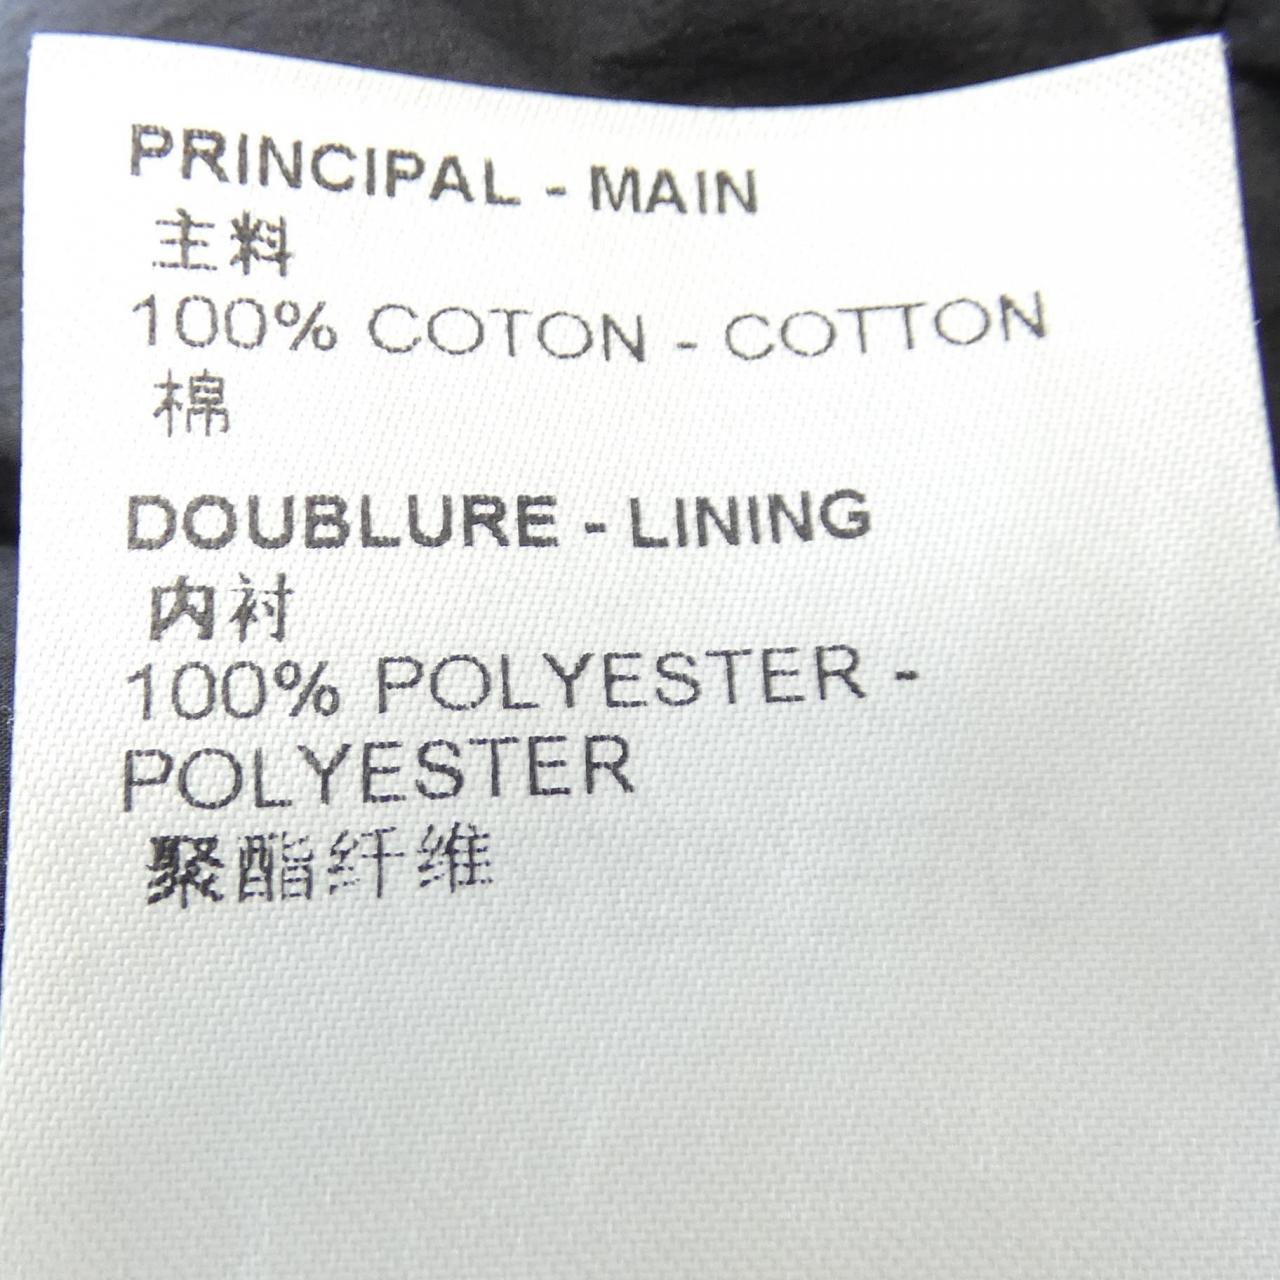 PRINCIPAL - MAIN
主料
100% COTON - COTTON
棉
DOUBLURE - LINING
内衬
100% POLYESTER -
POLYESTER
聚酯纤维